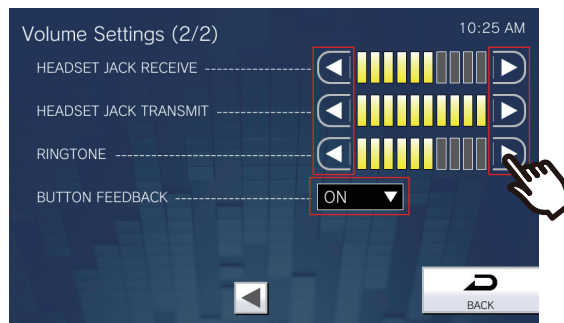 Volume Settings (2/2)
10:25 AM
HEADSET JACK RECEIVE
HEADSET JACK TRANSMIT
RINGTONE
BUTTON FEEDBACK
ON
BACK